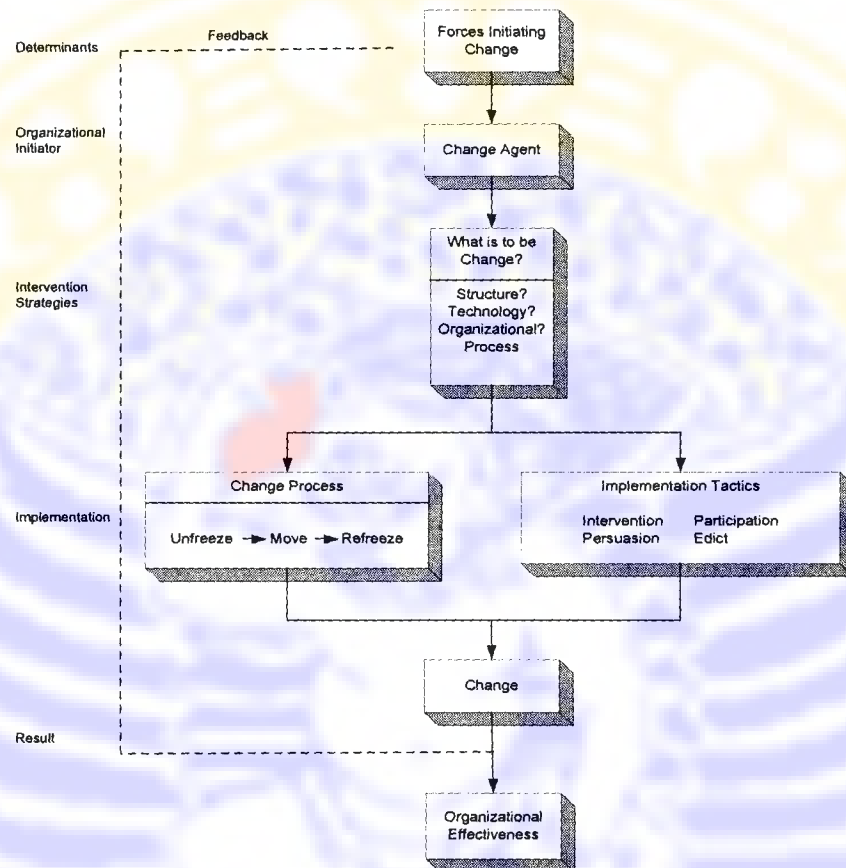 Determinants
Feedback
Forces Initiating
Change
Organizational
Initiator
Change Agent
Intervention
Strategies
What is to be
Change?
Structure?
Technology?
Organizational?
Process
Implementation
Change Process
Unfreeze Move Refreeze
Implementation Tactics
Intervention Participation
Persuasion Edict
Change
Result
Organizational
Effectiveness